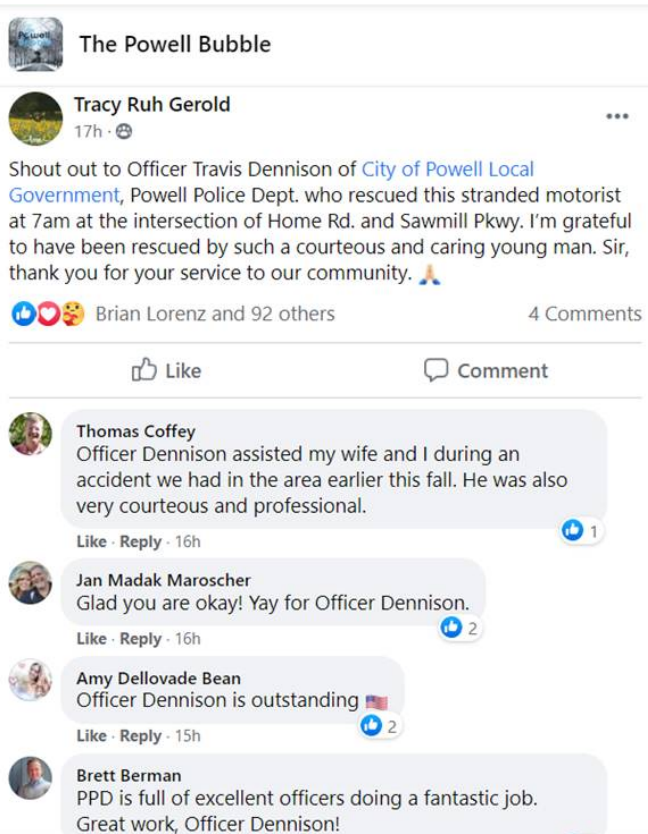 Powell
The Powell Bubble
Tracy Ruh Gerold
17h ·
Shout out to Officer Travis Dennison of City of Powell Local
Government, Powell Police Dept. who rescued this stranded motorist
at 7am at the intersection of Home Rd. and Sawmill Pkwy. I'm grateful
to have been rescued by such a courteous and caring young man. Sir,
thank you for your service to our community. 🙏
Brian Lorenz and 92 others 4 Comments
Like Comment
Thomas Coffey
Officer Dennison assisted my wife and I during an
accident we had in the area earlier this fall. He was also
very courteous and professional.
1
Like · Reply · 16h
Jan Madak Maroscher
Glad you are okay! Yay for Officer Dennison.
2
Like · Reply · 16h
Amy Dellovade Bean
Officer Dennison is outstanding 🇺🇸
2
Like · Reply · 15h
Brett Berman
PPD is full of excellent officers doing a fantastic job.
Great work, Officer Dennison!